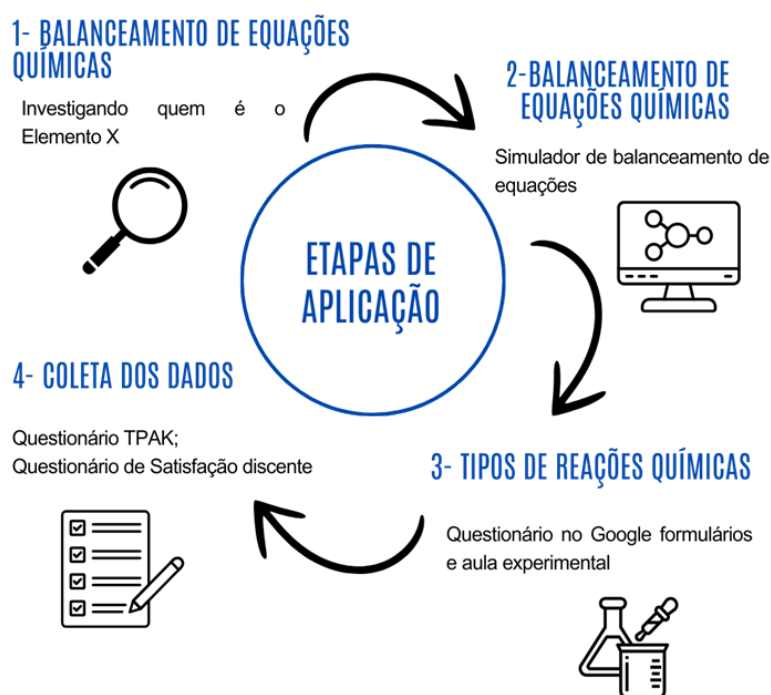 1- BALANCEAMENTO DE EQUAÇÕES
QUÍMICAS
Investigando quem é o
Elemento X
2-BALANCEAMENTO DE
EQUAÇÕES QUÍMICAS
Simulador de balanceamento de
equações
ETAPAS DE
APLICAÇÃO
3- TIPOS DE REAÇÕES QUÍMICAS
Questionário no Google formulários
e aula experimental
4- COLETA DOS DADOS
Questionário TPAK;
Questionário de Satisfação discente